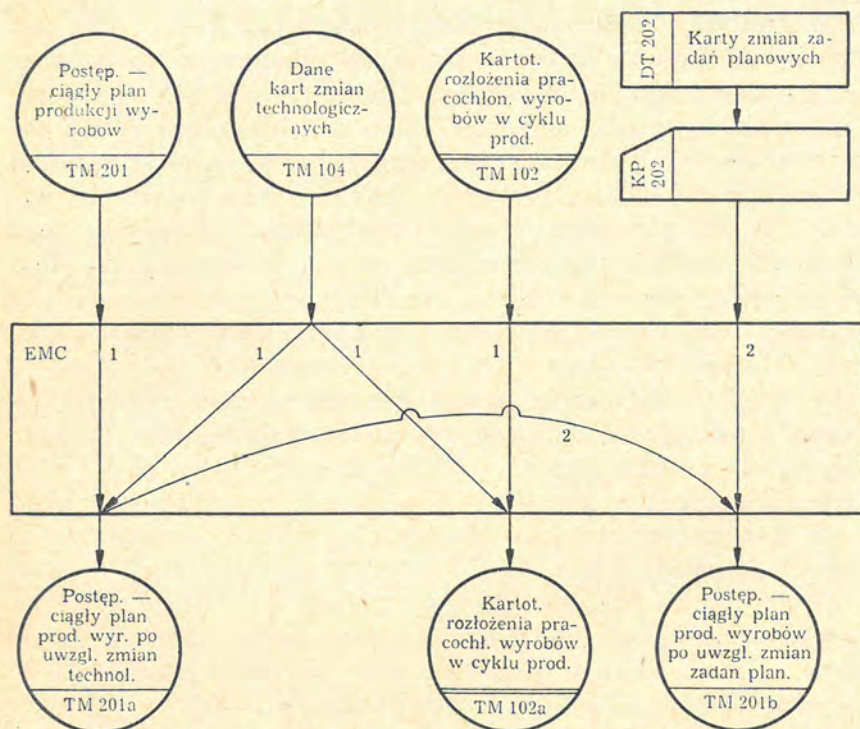 Postęp. —
ciągły plan
produkcji wy-
robow
TM 201
Dane
kart zmian
technologicz-
nych
TM 104
Kartot.
rozłożenia pra-
cochłon. wyro-
bów w cyklu
prod.
TM 102
DT 202
Karty zmian za-
dań planowych
KP
202
EMC
1
1
1
1
2
2
Postęp. —
ciągły plan
prod. wyr. po
uwzgl. zmian
technol.
TM 201a
Kartot.
rozłożenia pra-
cochł. wyrobów
w cyklu prod.
TM 102a
Postęp. —
ciągły plan
prod. wyrobów
po uwzgl. zmian
zadan plan.
TM 201b